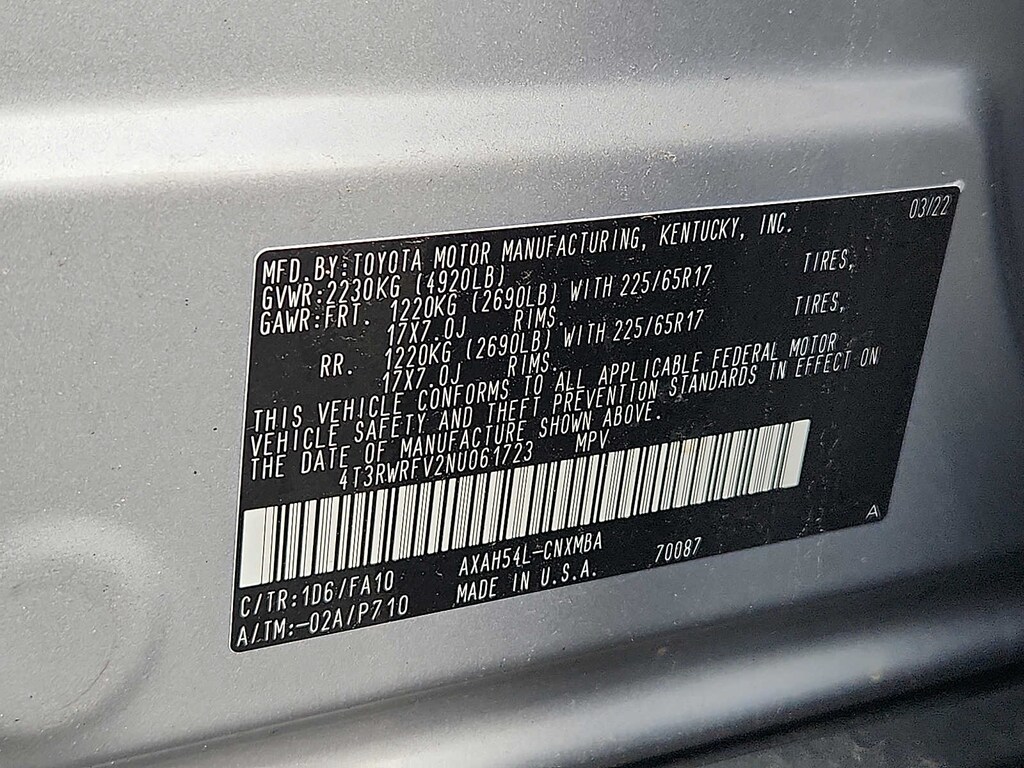 03/22
MFD.BY:TOYOTA MOTOR MANUFACTURING, KENTUCKY, INC.
GVWR:2230KG (4920LB)
GAWR:FRT. 1220KG (2690LB) WITH 225/65R17 TIRES,
17X7.0J RIMS.
RR. 1220KG (2690LB) WITH 225/65R17 TIRES,
17X7.0J RIMS.
THIS VEHICLE CONFORMS TO ALL APPLICABLE FEDERAL MOTOR
VEHICLE SAFETY AND THEFT PREVENTION STANDARDS IN EFFECT ON
THE DATE OF MANUFACTURE SHOWN ABOVE.
4T3RWRFV2NU061723 MPV
C/TR:1D6/FA10 AXAH54L-CNXMBA 70087 A
A/TM:-02A/P710 MADE IN U.S.A.